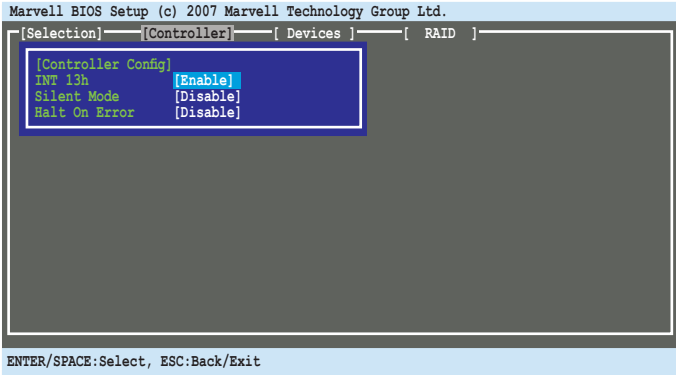 Marvell BIOS Setup (c) 2007 Marvell Technology Group Ltd.
[Selection] [Controller] [ Devices ] [ RAID ]
[Controller Config]
INT 13h [Enable]
Silent Mode [Disable]
Halt On Error [Disable]
ENTER/SPACE:Select, ESC:Back/Exit